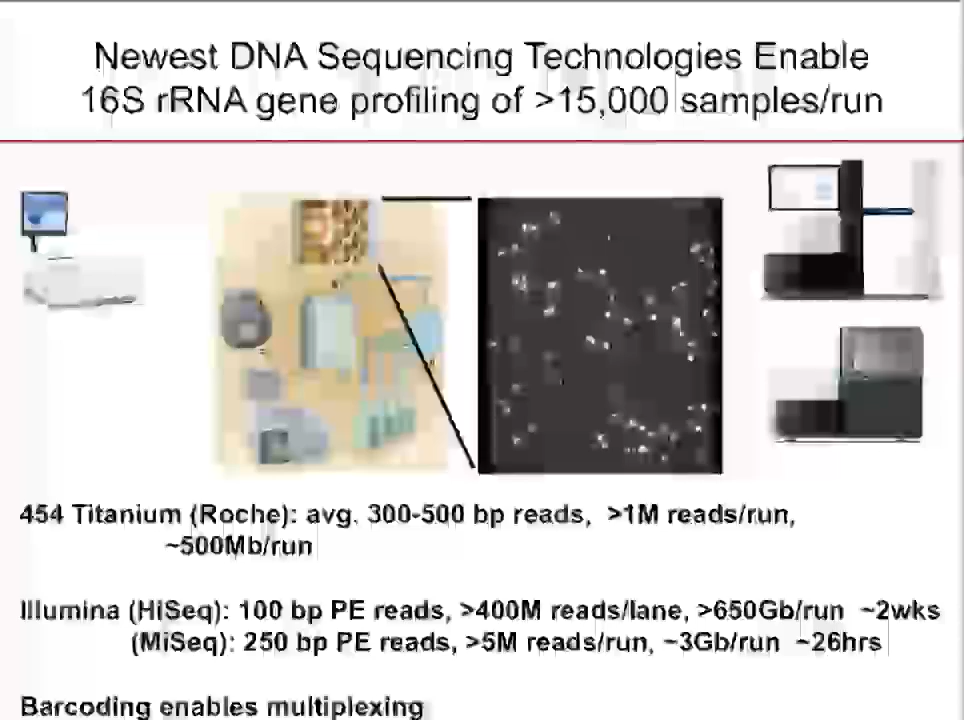 Newest DNA Sequencing Technologies Enable
16S rRNA gene profiling of >15,000 samples/run
454 Titanium (Roche): avg. 300-500 bp reads, >1M reads/run,
~500Mb/run
Illumina (HiSeq): 100 bp PE reads, >400M reads/lane, >650Gb/run ~2wks
(MiSeq): 250 bp PE reads, >5M reads/run, ~3Gb/run ~26hrs
Barcoding enables multiplexing